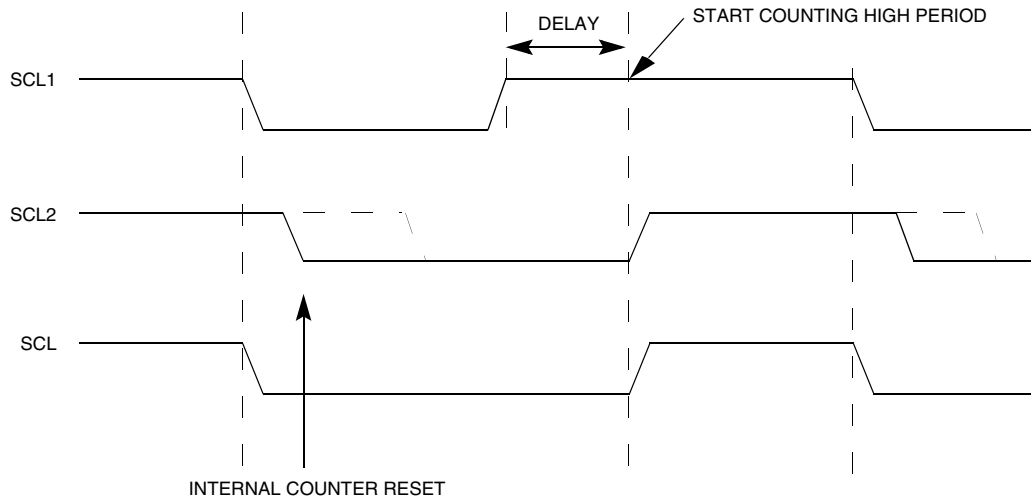 START COUNTING HIGH PERIOD
DELAY
SCL1
SCL2
SCL
INTERNAL COUNTER RESET